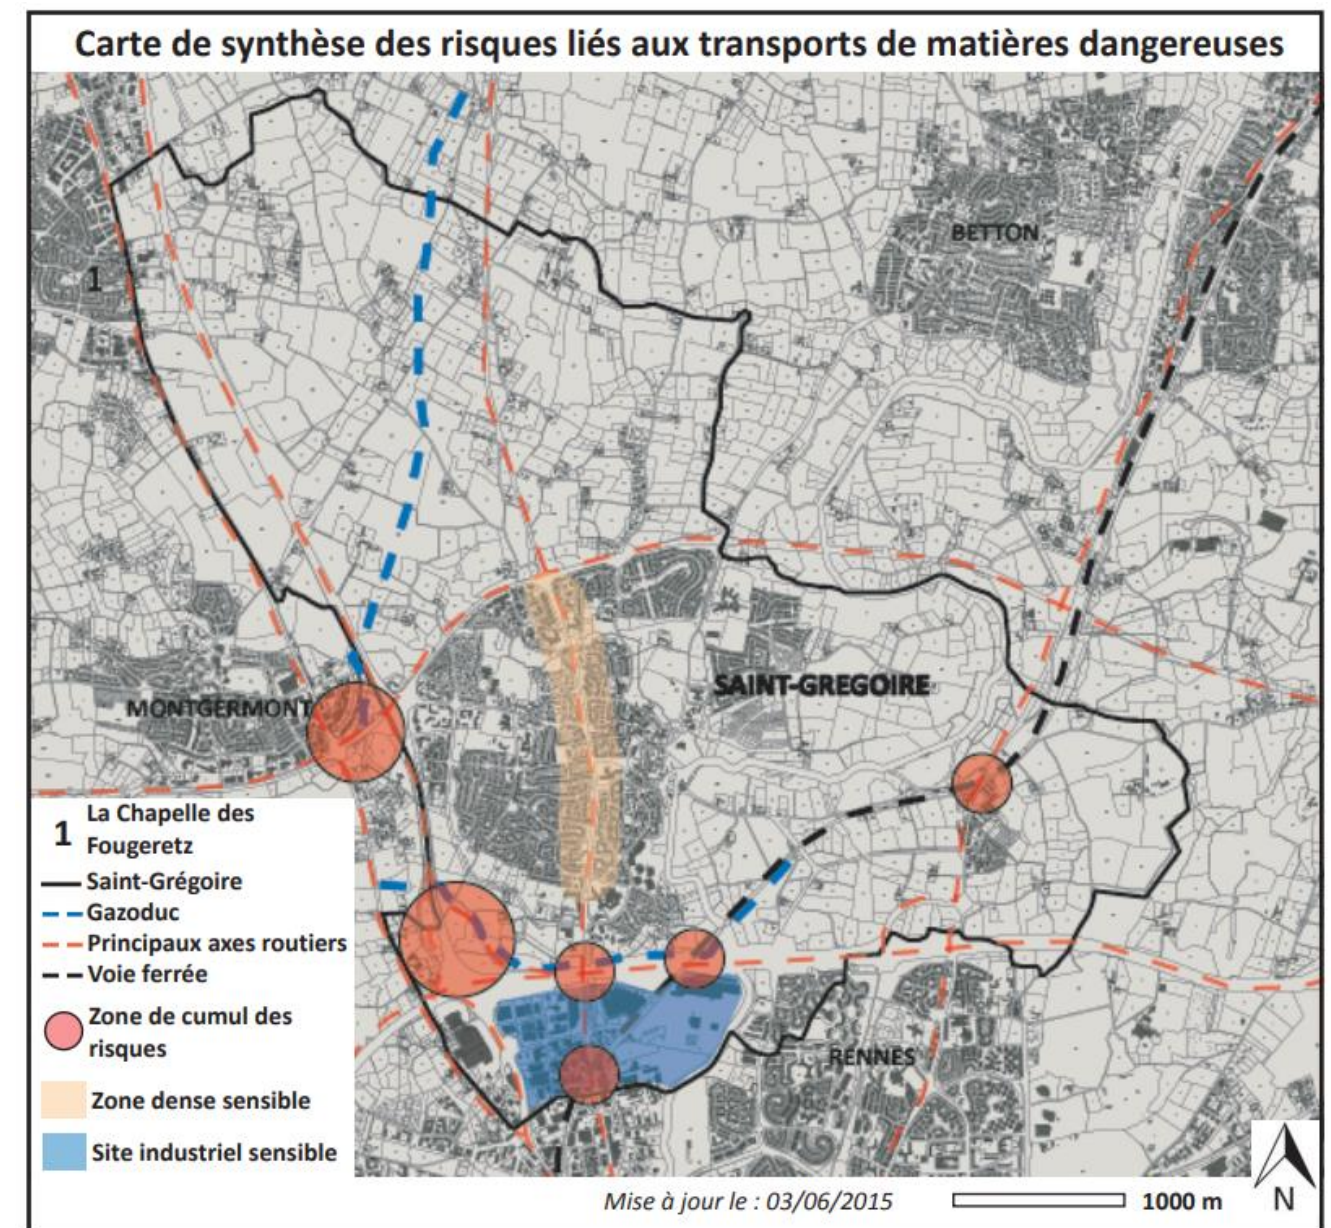 Carte de synthèse des risques liés aux transports de matières dangereuses
BETTON
1
SAINT-GREGOIRE
MONTGERMONT
RENNES
1 La Chapelle des
Fougeretz
Saint-Grégoire
Gazoduc
Principaux axes routiers
Voie ferrée
Zone de cumul des
risques
Zone dense sensible
Site industriel sensible
Mise à jour le : 03/06/2015
1000 m
N